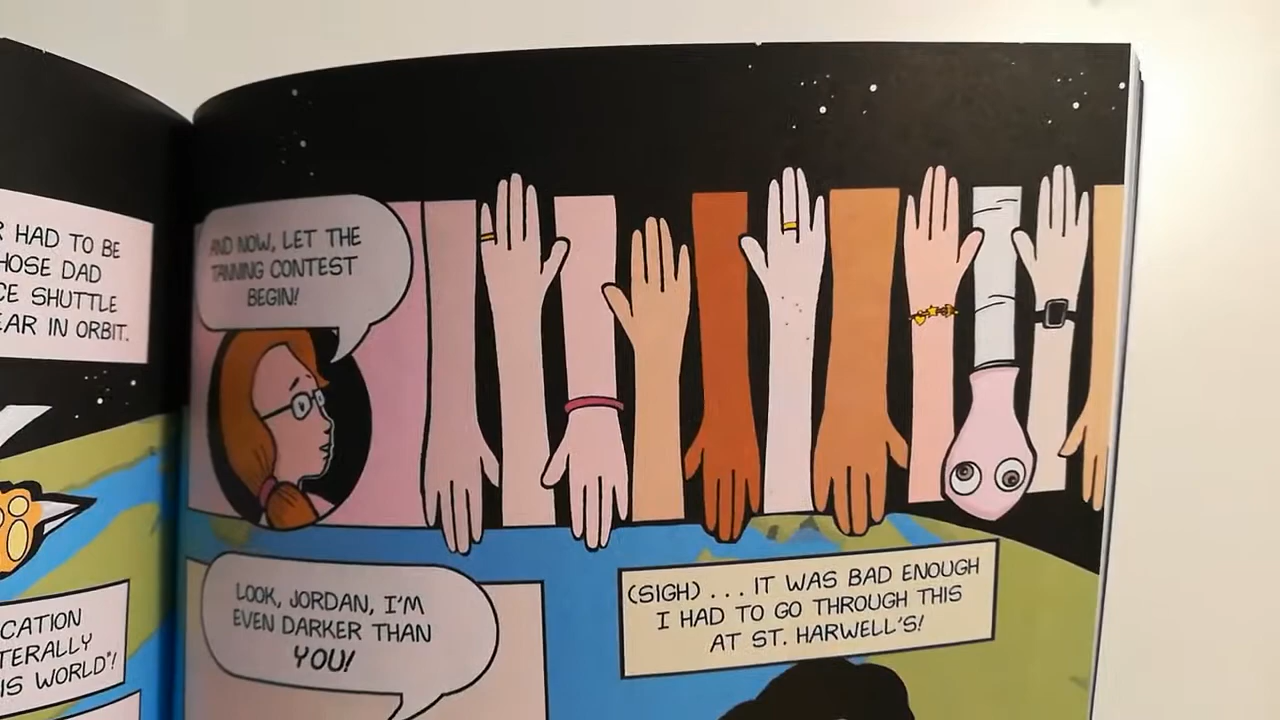 HAD TO BE
HOSE DAD
CE SHUTTLE
EAR IN ORBIT.
CATION
TERALLY
IS WORLD"!
AND NOW, LET THE
TANNING CONTEST
BEGIN!
LOOK, JORDAN, I'M
EVEN DARKER THAN
YOU!
(SIGH) ... IT WAS BAD ENOUGH
I HAD TO GO THROUGH THIS
AT ST. HARWELL'S!